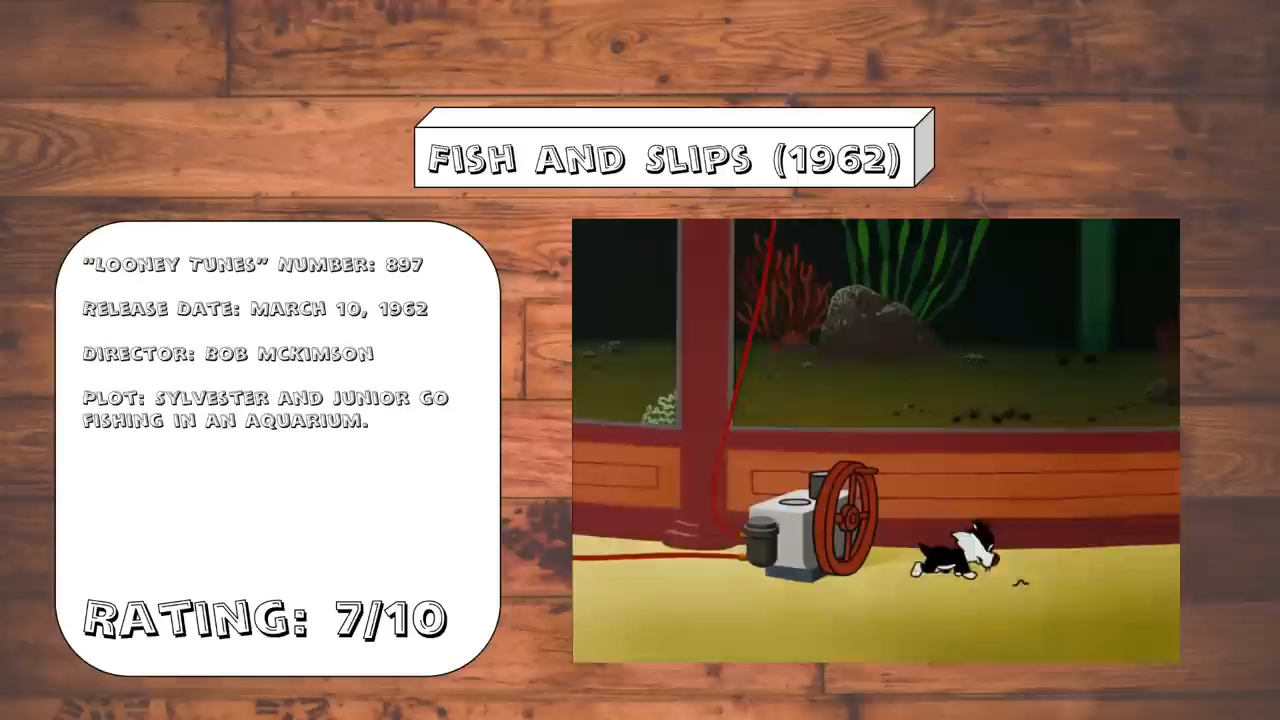 FISH AND SLIPS (1962)
"LOONEY TUNES" NUMBER: 897
RELEASE DATE: MARCH 10, 1962
DIRECTOR: BOB MCKIMSON
PLOT: SYLVESTER AND JUNIOR GO
FISHING IN AN AQUARIUM.
RATING: 7/10